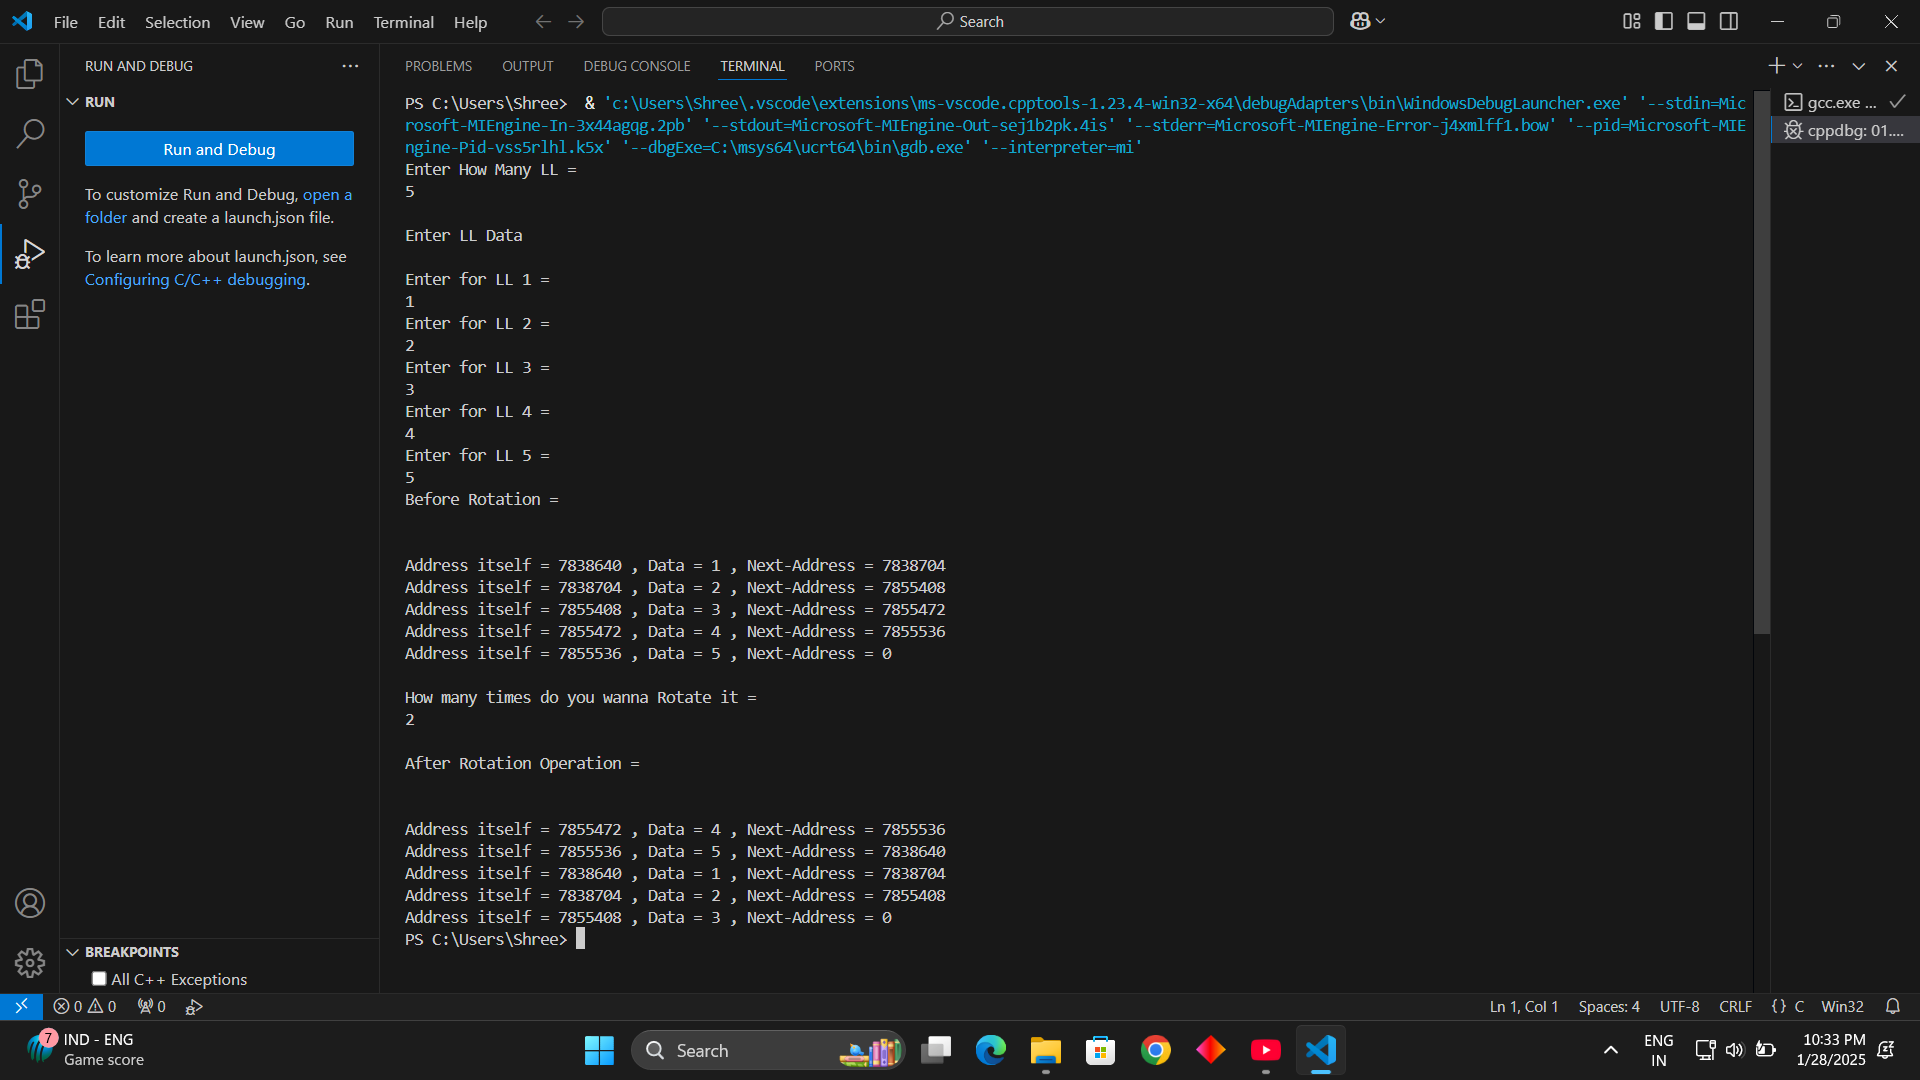 File Edit Selection View Go Run Terminal Help
Search
RUN AND DEBUG
RUN
Run and Debug
To customize Run and Debug, open a
folder and create a launch.json file.
To learn more about launch.json, see
Configuring C/C++ debugging.
BREAKPOINTS
All C++ Exceptions
PROBLEMS OUTPUT DEBUG CONSOLE TERMINAL PORTS
PS C:\Users\Shree>  & 'c:\Users\Shree\.vscode\extensions\ms-vscode.cpptools-1.23.4-win32-x64\debugAdapters\bin\WindowsDebugLauncher.exe' '--stdin=Mic
rosoft-MIEngine-In-3x44agqg.2pb' '--stdout=Microsoft-MIEngine-Out-sej1b2pk.4is' '--stderr=Microsoft-MIEngine-Error-j4xmlff1.bow' '--pid=Microsoft-MIE
ngine-Pid-vss5rlhl.k5x' '--dbgExe=C:\msys64\ucrt64\bin\gdb.exe' '--interpreter=mi'
Enter How Many LL =
5
Enter LL Data
Enter for LL 1 =
1
Enter for LL 2 =
2
Enter for LL 3 =
3
Enter for LL 4 =
4
Enter for LL 5 =
5
Before Rotation =
Address itself = 7838640 , Data = 1 , Next-Address = 7838704
Address itself = 7838704 , Data = 2 , Next-Address = 7855408
Address itself = 7855408 , Data = 3 , Next-Address = 7855472
Address itself = 7855472 , Data = 4 , Next-Address = 7855536
Address itself = 7855536 , Data = 5 , Next-Address = 0
How many times do you wanna Rotate it =
2
After Rotation Operation =
Address itself = 7855472 , Data = 4 , Next-Address = 7855536
Address itself = 7855536 , Data = 5 , Next-Address = 7838640
Address itself = 7838640 , Data = 1 , Next-Address = 7838704
Address itself = 7838704 , Data = 2 , Next-Address = 7855408
Address itself = 7855408 , Data = 3 , Next-Address = 0
PS C:\Users\Shree>
gcc.exe ...
cppdbg: 01....
0 0 0
Ln 1, Col 1 Spaces: 4 UTF-8 CRLF {} C Win32
7
IND - ENG
Game score
Search
ENG
IN
10:33 PM
1/28/2025